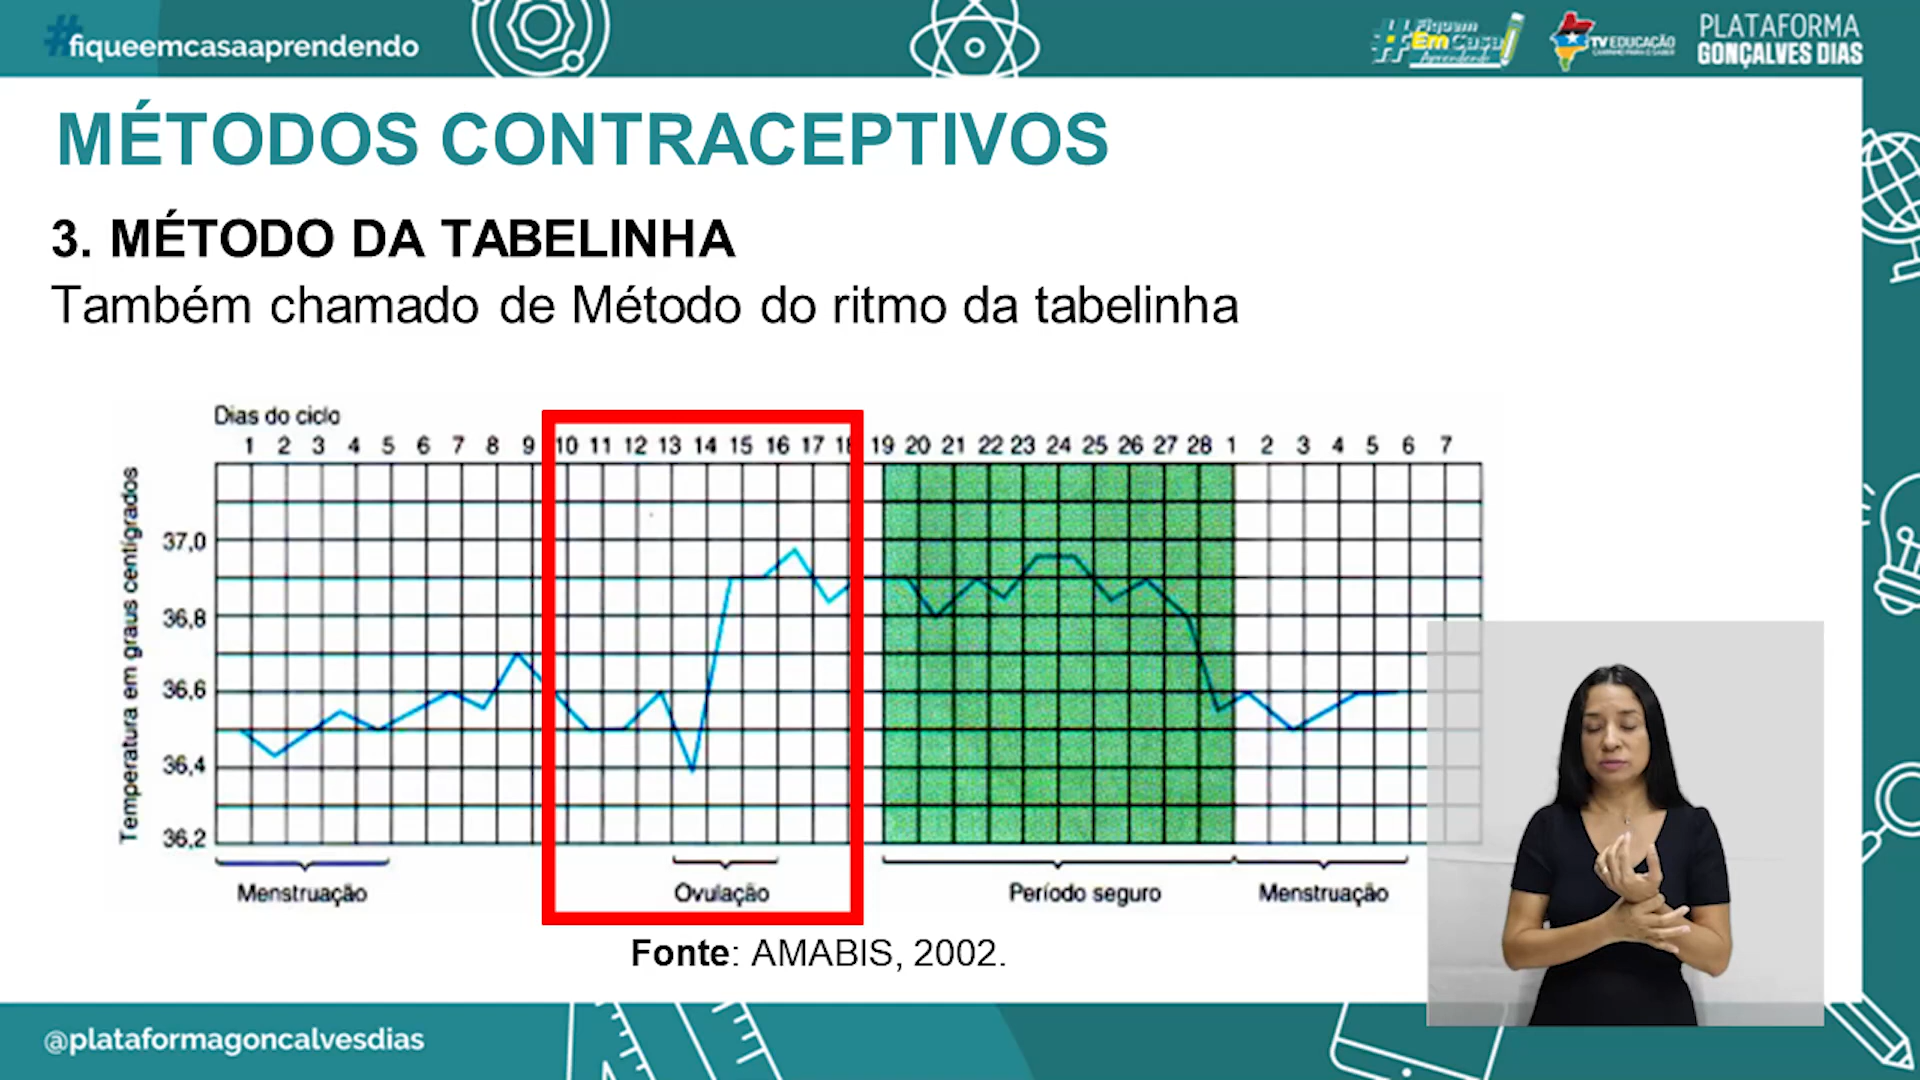 #fiqueemcasaaprendendo
#Fiquem
Em Casa
Aprendendo
TV EDUCAÇÃO
PLATAFORMA
GONÇALVES DIAS
MÉTODOS CONTRACEPTIVOS
3. MÉTODO DA TABELINHA
Também chamado de Método do ritmo da tabelinha
Dias do ciclo
1 2 3 4 5 6 7 8 9 10 11 12 13 14 15 16 17 18 19 20 21 22 23 24 25 26 27 28 1 2 3 4 5 6 7
Temperatura em graus centígrados
37,0
36,8
36,6
36,4
36,2
Menstruação
Ovulação
Período seguro
Menstruação
Fonte: AMABIS, 2002.
@plataformagoncalvesdias